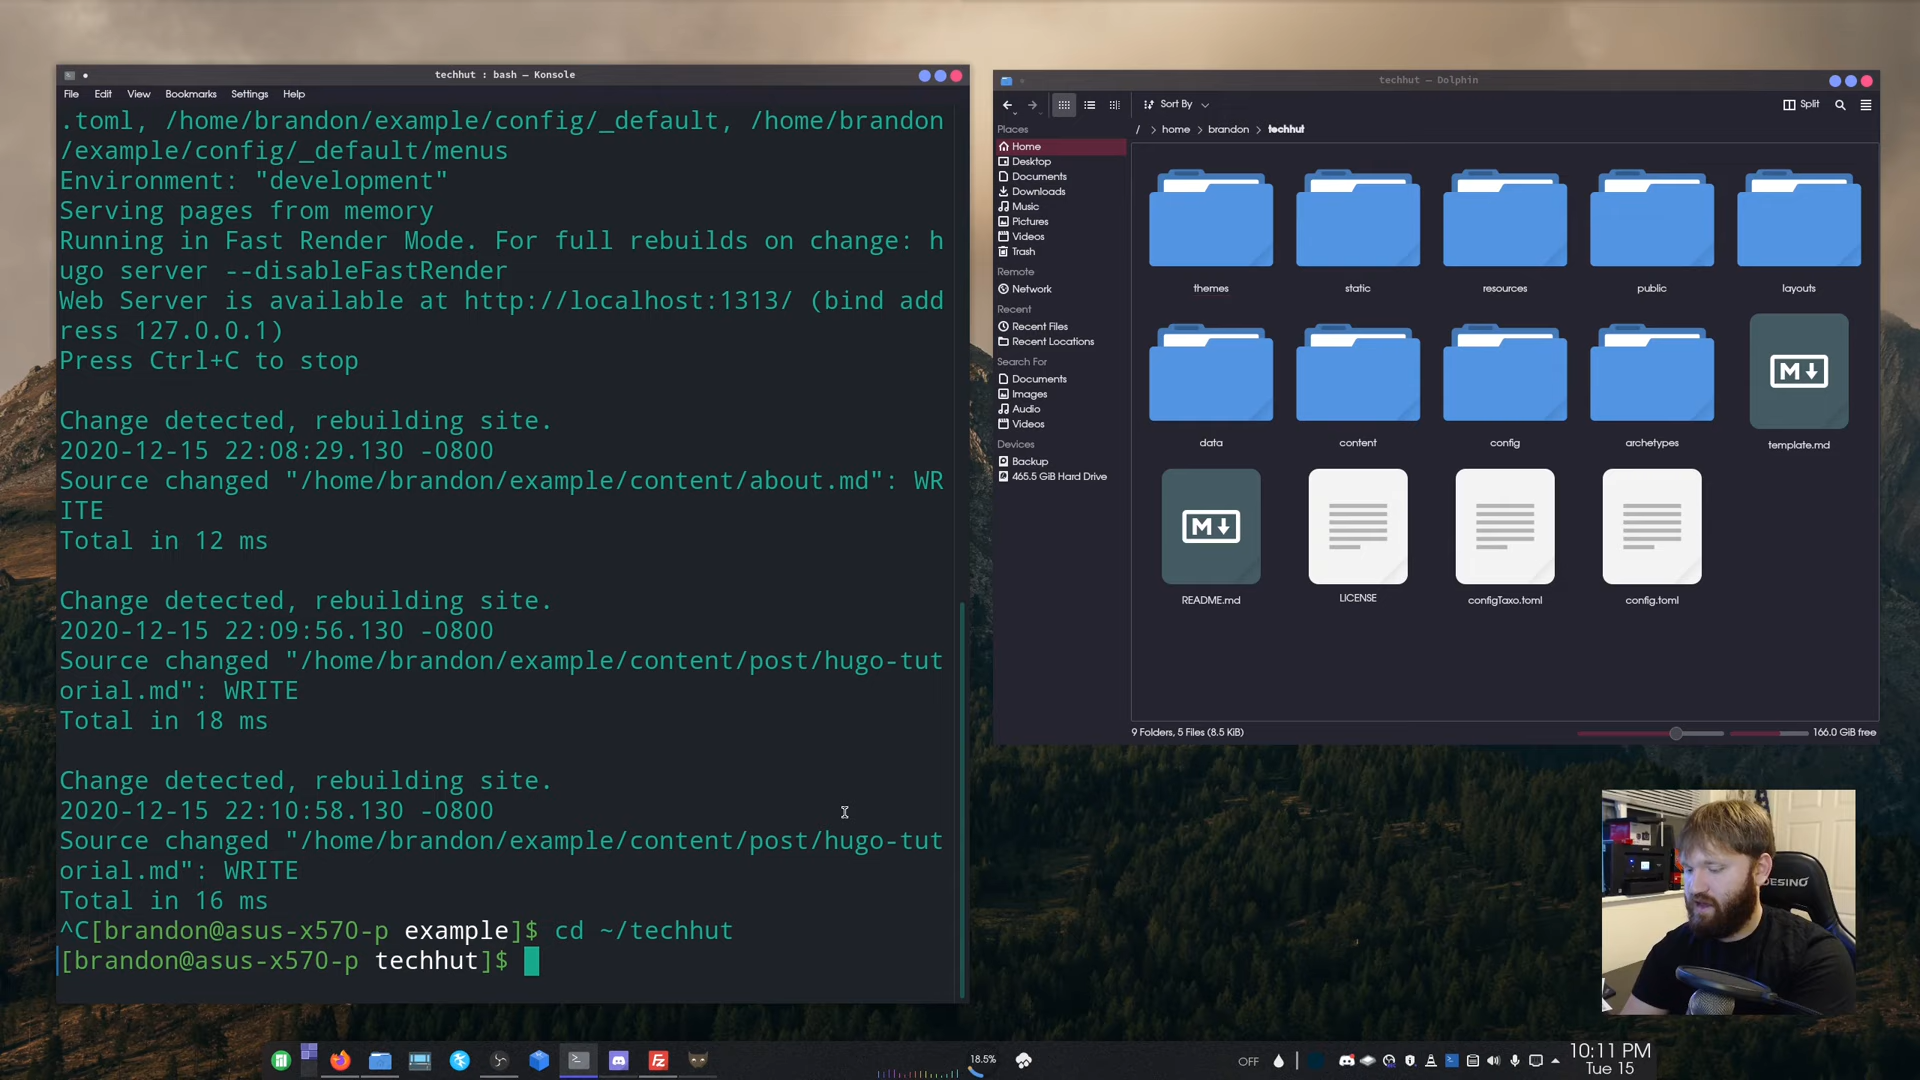 techhut : bash — Konsole
File Edit View Bookmarks Settings Help
.toml, /home/brandon/example/config/_default, /home/brandon
/example/config/_default/menus
Environment: "development"
Serving pages from memory
Running in Fast Render Mode. For full rebuilds on change: h
ugo server --disableFastRender
Web Server is available at http://localhost:1313/ (bind add
ress 127.0.0.1)
Press Ctrl+C to stop
Change detected, rebuilding site.
2020-12-15 22:08:29.130 -0800
Source changed "/home/brandon/example/content/about.md": WR
ITE
Total in 12 ms
Change detected, rebuilding site.
2020-12-15 22:09:56.130 -0800
Source changed "/home/brandon/example/content/post/hugo-tut
orial.md": WRITE
Total in 18 ms
Change detected, rebuilding site.
2020-12-15 22:10:58.130 -0800
Source changed "/home/brandon/example/content/post/hugo-tut
orial.md": WRITE
Total in 16 ms
^C[brandon@asus-x570-p example]$ cd ~/techhut
[brandon@asus-x570-p techhut]$
techhut — Dolphin
Sort By
Split
/ > home > brandon > techhut
Places
Home
Desktop
Documents
Downloads
Music
Pictures
Videos
Trash
Remote
Network
Recent
Recent Files
Recent Locations
Search For
Documents
Images
Audio
Videos
Devices
Backup
465.5 GiB Hard Drive
themes
static
resources
public
layouts
data
content
config
archetypes
M
template.md
M
README.md
LICENSE
configTaxo.toml
config.toml
9 Folders, 5 Files (8.5 KiB)
166.0 GiB free
DESINO
18.5%
OFF
10:11 PM
Tue 15